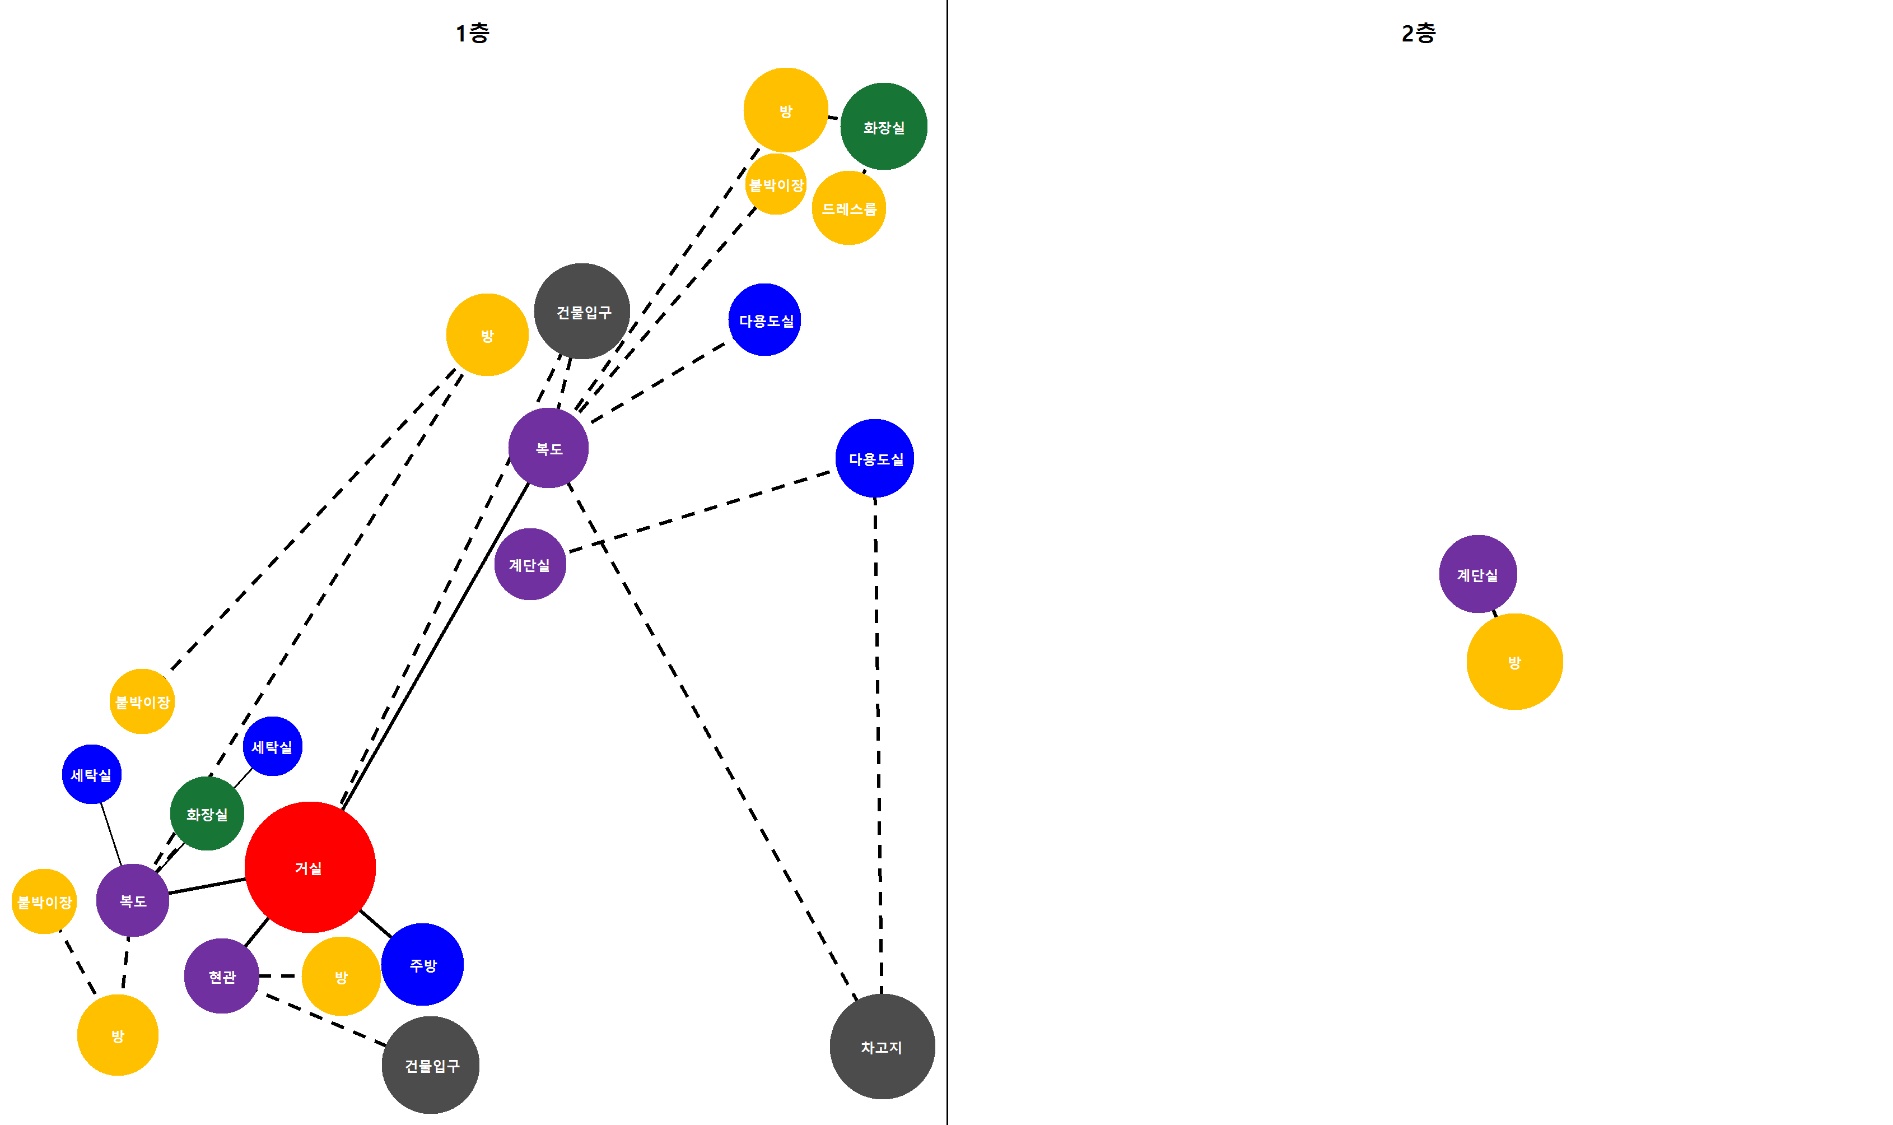 1층
2층
방
화장실
붙박이장
드레스룸
건물입구
다용도실
방
복도
다용도실
계단실
계단실
방
붙박이장
세탁실
세탁실
화장실
거실
붙박이장
복도
현관
방
주방
방
건물입구
차고지